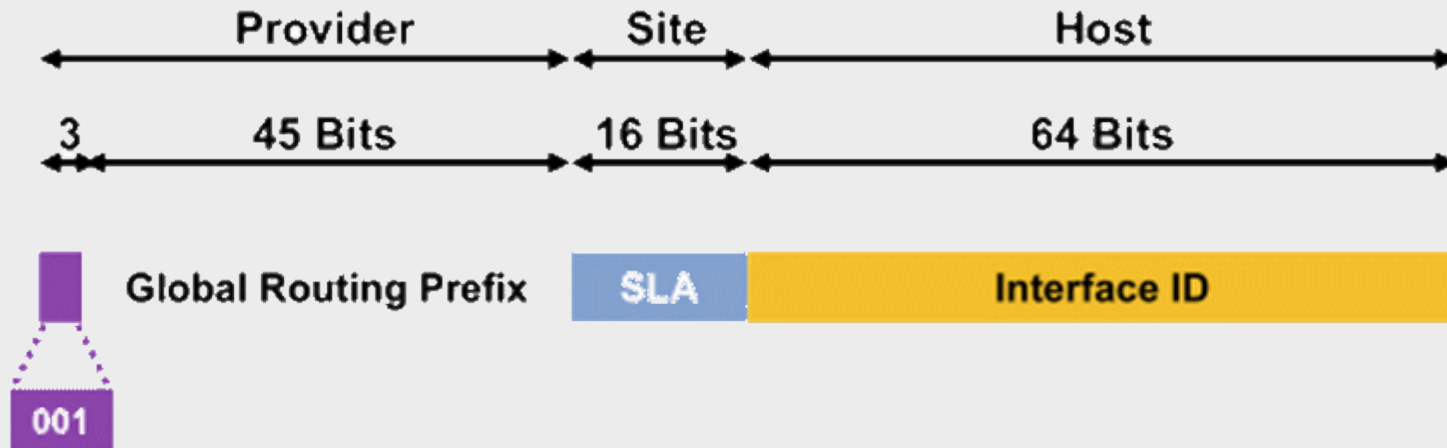 Provider Site Host
3 45 Bits 16 Bits 64 Bits
Global Routing Prefix SLA Interface ID
001